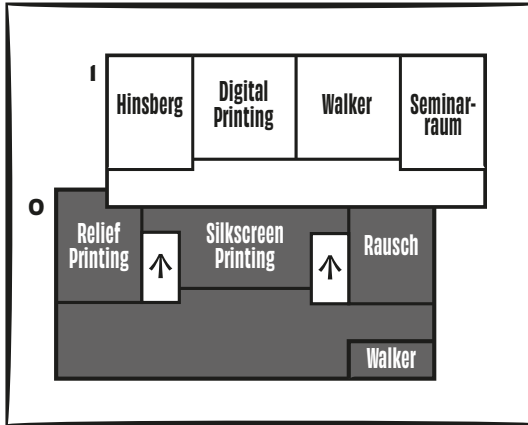 1
Hinsberg
Digital
Printing
Walker
Seminar-
raum
0
Relief
Printing
Silkscreen
Printing
Rausch
Walker